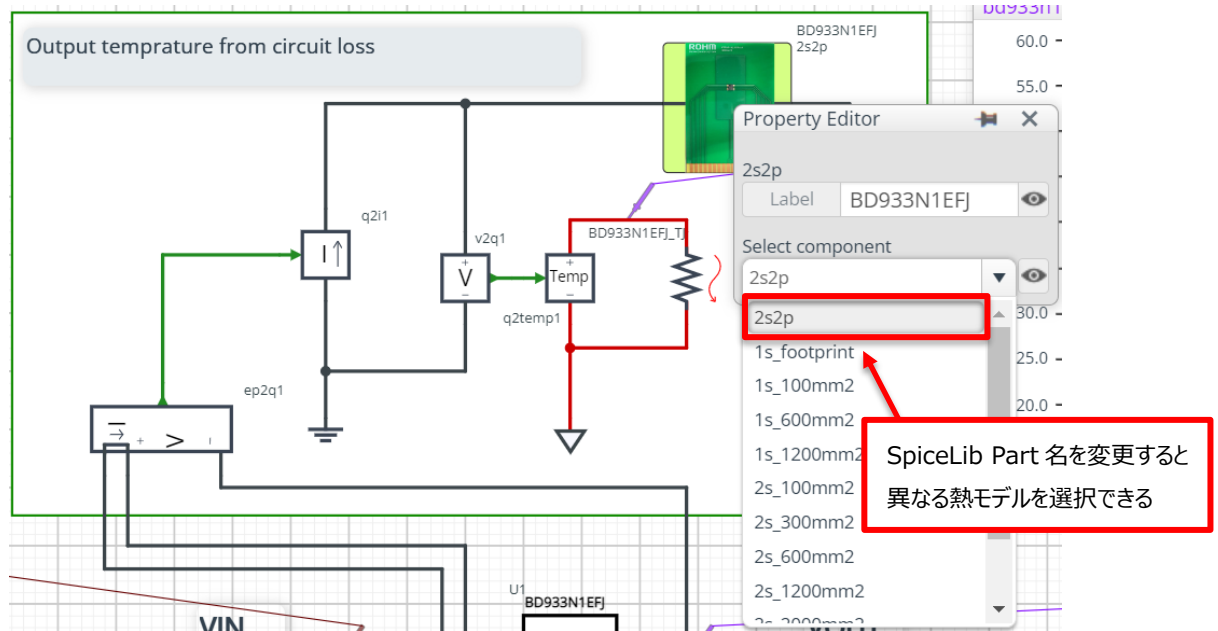 bd933n1
Output temprature from circuit loss
BD933N1EFJ
2s2p
ROHM
60.0
55.0
Property Editor
2s2p
Label BD933N1EFJ
q2i1
I↑
v2q1
+
V
−
BD933N1EFJ_TJ
+
Temp
−
q2temp1
Select component
2s2p
2s2p
30.0
1s_footprint
25.0
1s_100mm2
20.0
1s_600mm2
1s_1200mm2
2s_100mm2
2s_300mm2
2s_600mm2
2s_1200mm2
SpiceLib Part 名を変更すると
異なる熱モデルを選択できる
ep2q1
I
+ V −
U1
BD933N1EFJ
VIN